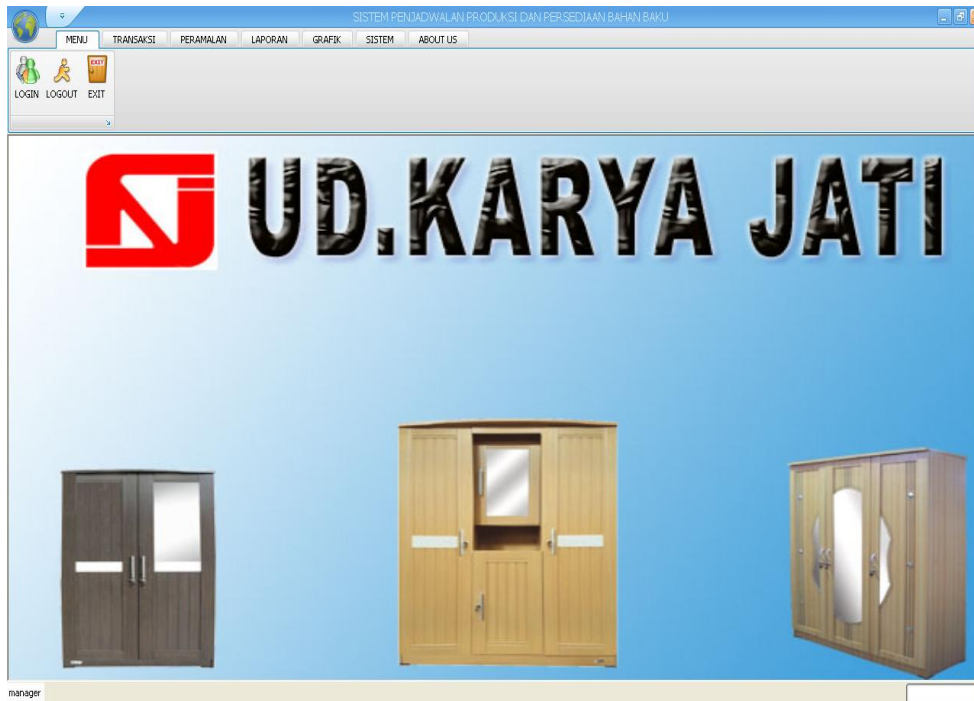 SISTEM PENJADWALAN PRODUKSI DAN PERSEDIAAN BAHAN BAKU
MENU TRANSAKSI PERAMALAN LAPORAN GRAFIK SISTEM ABOUT US
EXIT
LOGIN LOGOUT EXIT
UD.KARYA JATI
manager